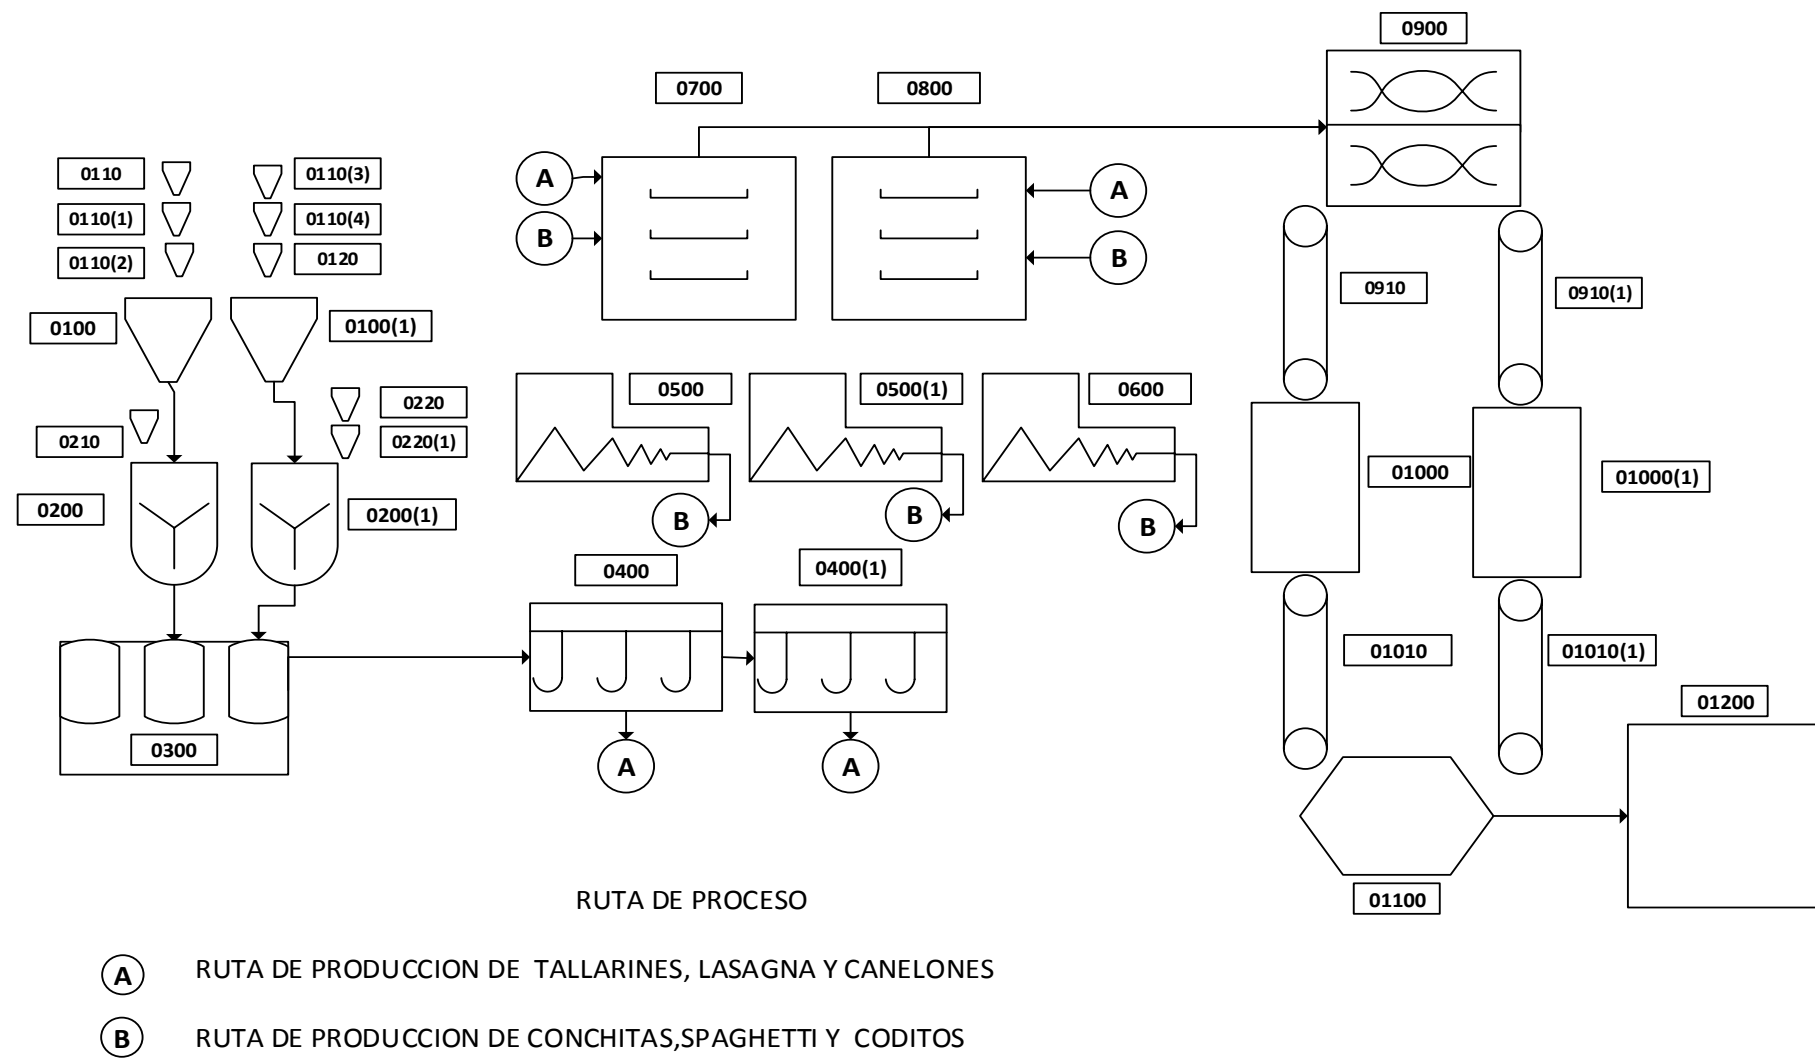 0900
0700
0800
0110
0110(3)
0110(1)
0110(4)
0110(2)
0120
A
B
A
B
0910
0910(1)
0100
0100(1)
0500
0500(1)
0600
0220
0210
0220(1)
01000
01000(1)
0200
0200(1)
B
B
B
0400
0400(1)
01010
01010(1)
01200
0300
A
A
01100
RUTA DE PROCESO
A RUTA DE PRODUCCION DE TALLARINES, LASAGNA Y CANELONES
B RUTA DE PRODUCCION DE CONCHITAS,SPAGHETTI Y CODITOS